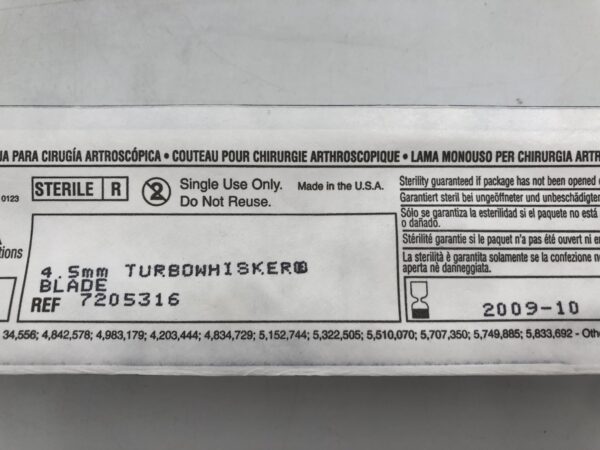 PARA CIRUGÍA ARTROSCÓPICA • COUTEAU POUR CHIRURGIE ARTHROSCOPIQUE • LAMA MONOUSO PER CHIRURGIA
0123
STERILE R
2
Single Use Only.
Do Not Reuse.
Made in the U.S.A.
Sterility guaranteed if package has not been opened
Garantiert steril bei ungeöffneter und unbeschädigter
Sólo se garantiza la esterilidad si el paquete no está
o dañado.
Stérilité garantie si le paquet n'a pas été ouvert ni
La sterilità è garantita solamente se la confezione
aperta nè danneggiata.
4.5mm TURBOWHISKER®
BLADE
REF 7205316
2009-10
34,556; 4,842,578; 4,983,179; 4,203,444; 4,834,729; 5,152,744; 5,322,505; 5,510,070; 5,707,350; 5,749,885; 5,833,692 -